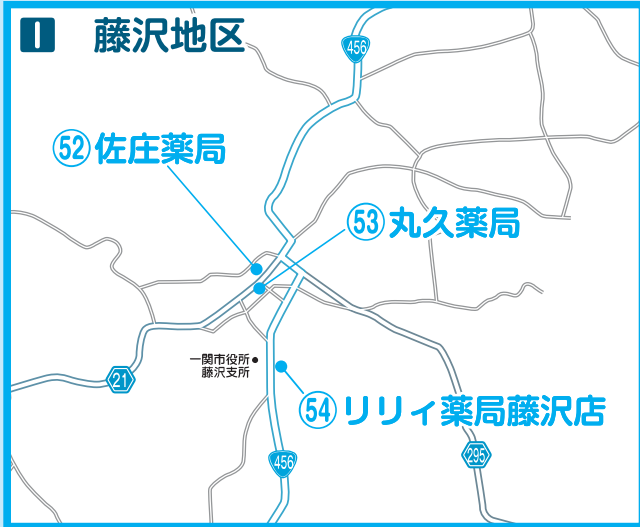 I 藤沢地区
456
52 佐庄薬局
53 丸久薬局
一関市役所
藤沢支所
21
54 リリィ薬局藤沢店
456
295